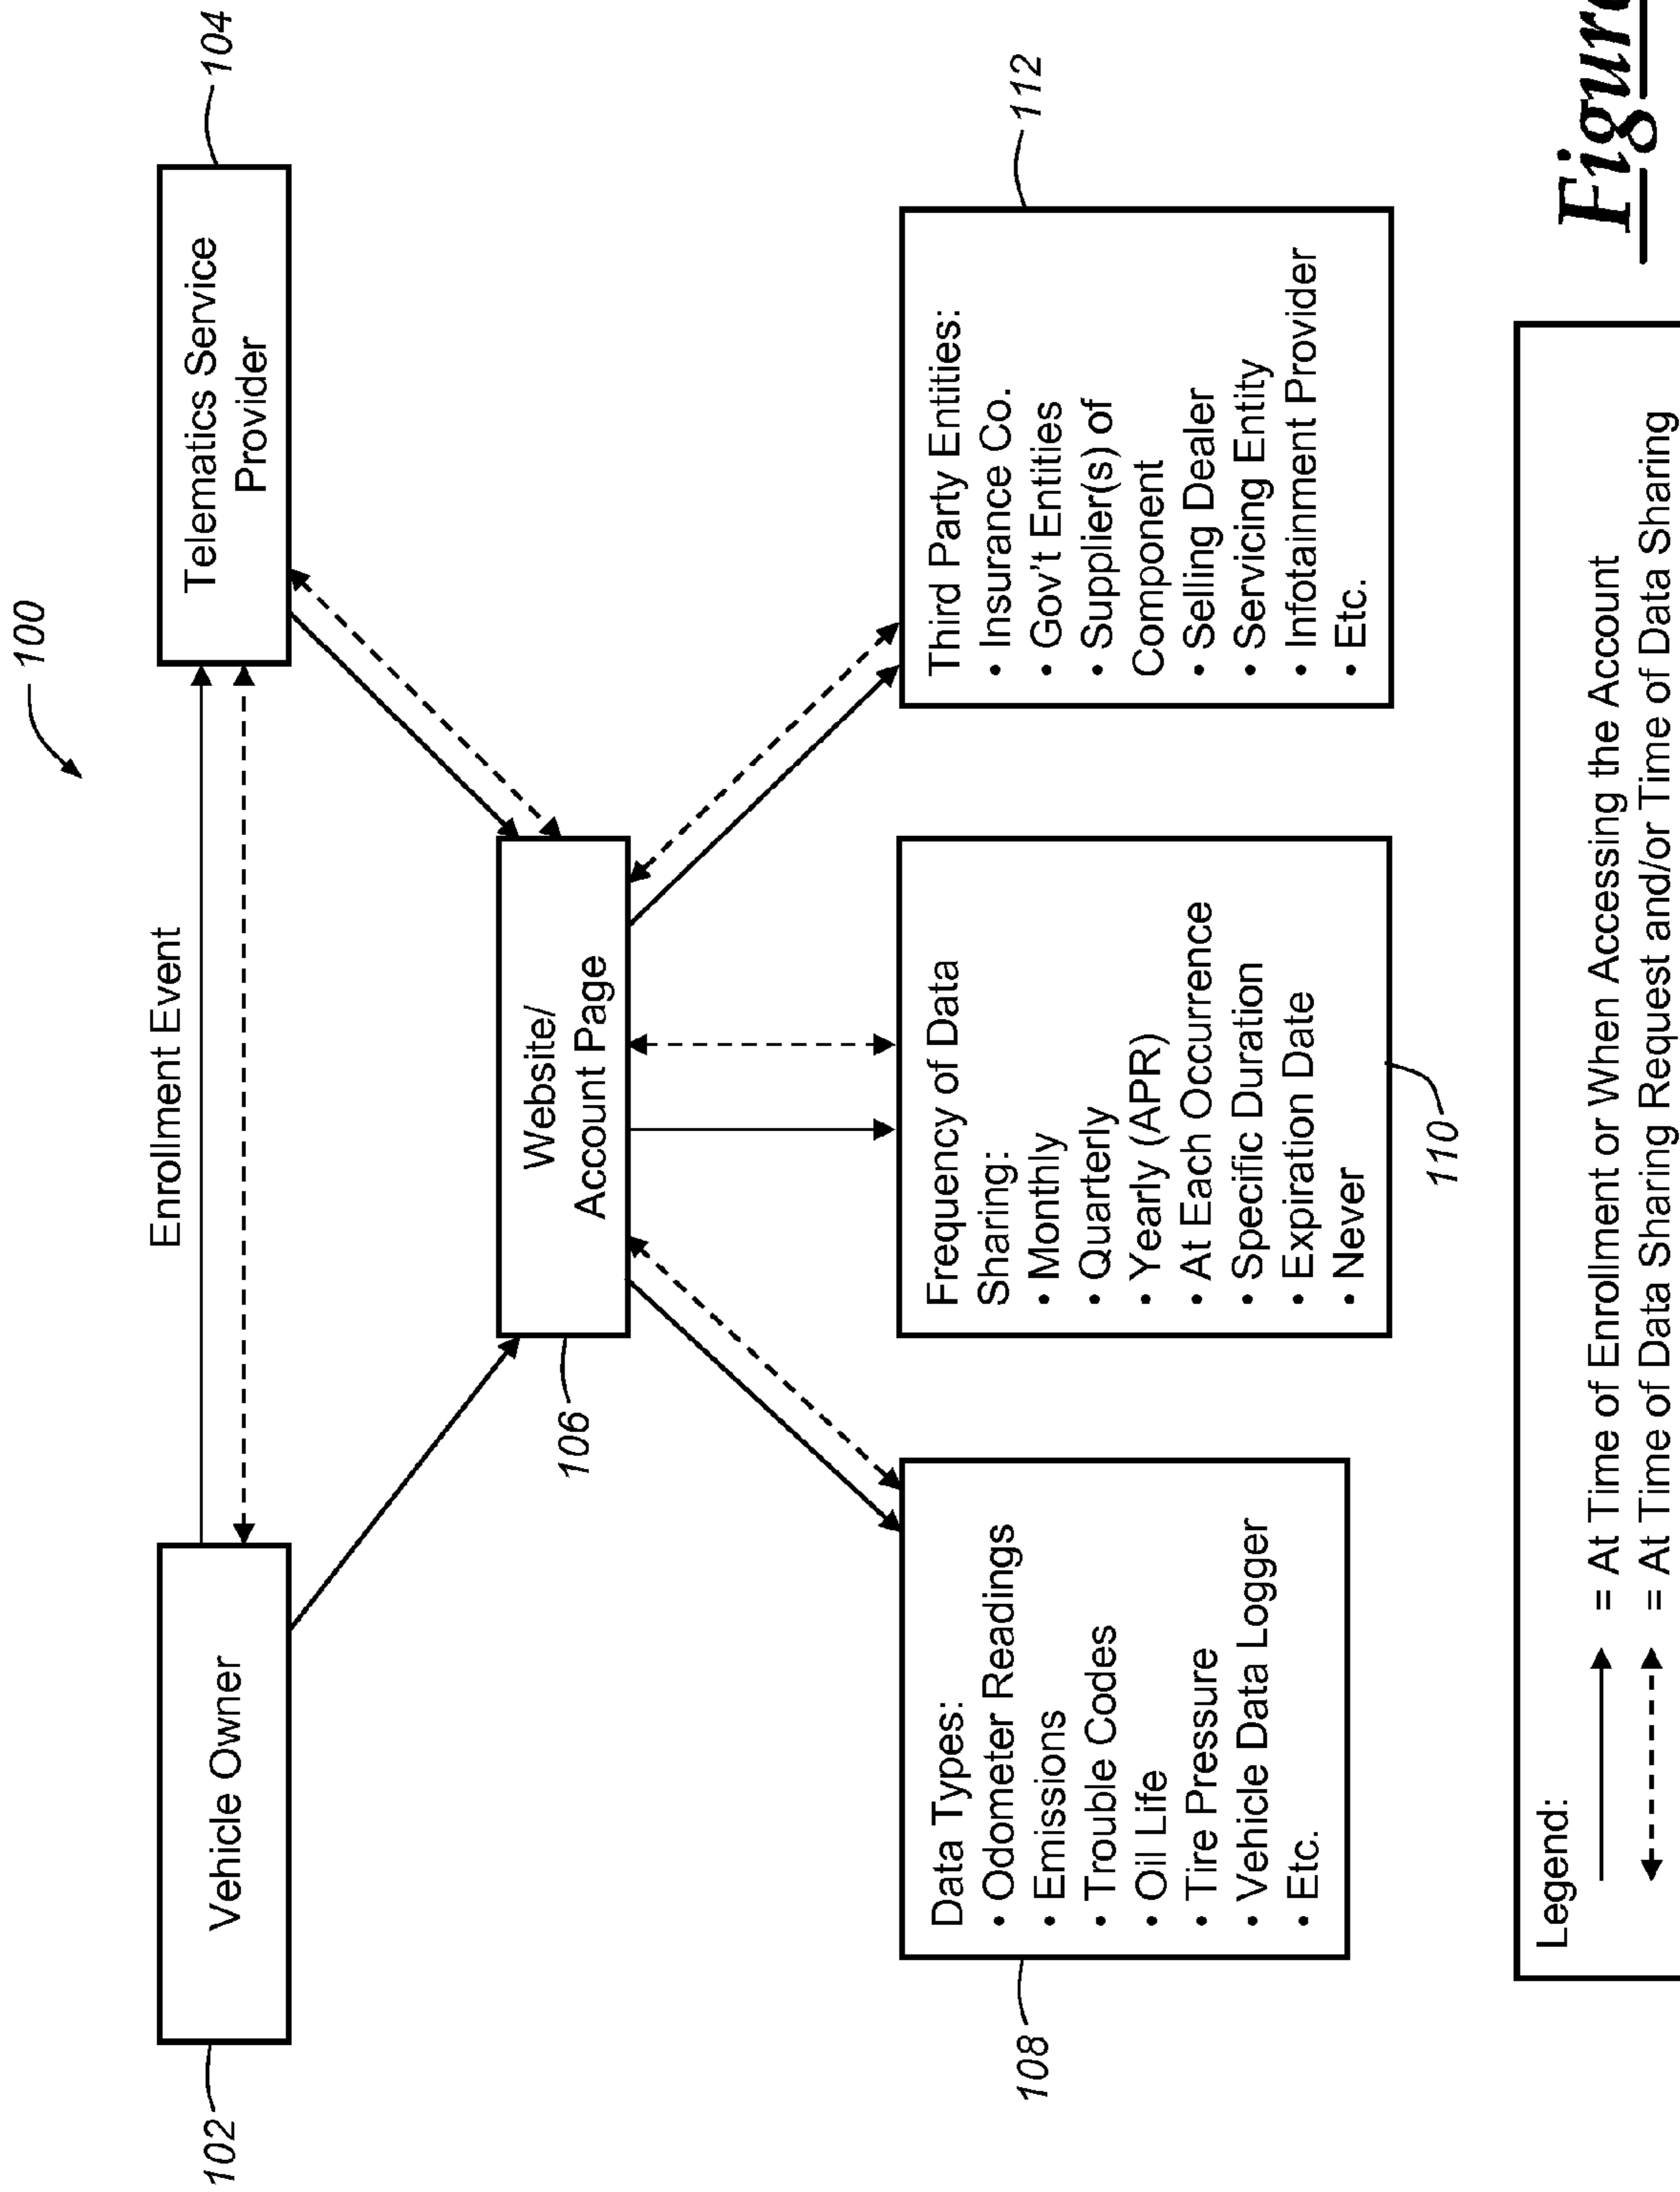 100
Enrollment Event
102
Vehicle Owner
Telematics Service
Provider
104
Website/
Account Page
106
Data Types:
• Odometer Readings
• Emissions
• Trouble Codes
• Oil Life
• Tire Pressure
• Vehicle Data Logger
• Etc.
108
Frequency of Data
Sharing:
• Monthly
• Quarterly
• Yearly (APR)
• At Each Occurrence
• Specific Duration
• Expiration Date
• Never
110
Third Party Entities:
• Insurance Co.
• Gov't Entities
• Supplier(s) of
Component
• Selling Dealer
• Servicing Entity
• Infotainment Provider
• Etc.
112
Legend:
= At Time of Enrollment or When Accessing the Account
= At Time of Data Sharing Request and/or Time of Data Sharing
Figure